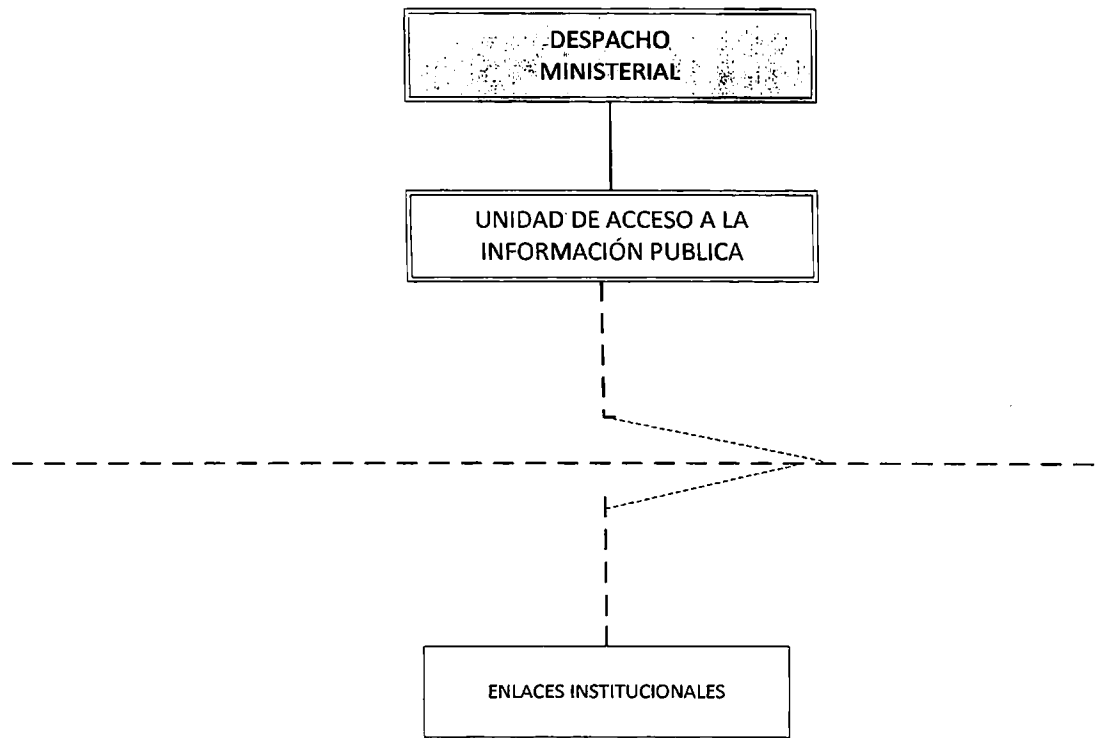 DESPACHO
MINISTERIAL
UNIDAD DE ACCESO A LA
INFORMACIÓN PUBLICA
ENLACES INSTITUCIONALES